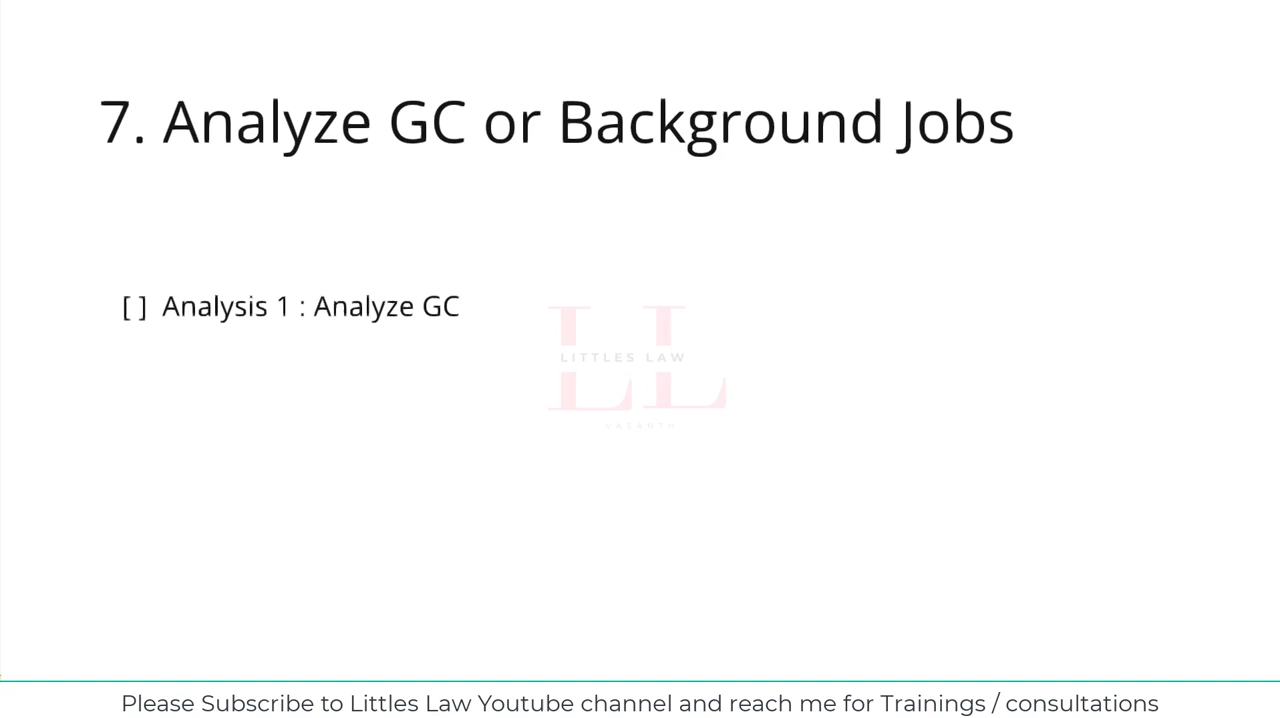 7. Analyze GC or Background Jobs
[ ] Analysis 1 : Analyze GC
LITTLES LAW
VASANTH
Please Subscribe to Littles Law Youtube channel and reach me for Trainings / consultations